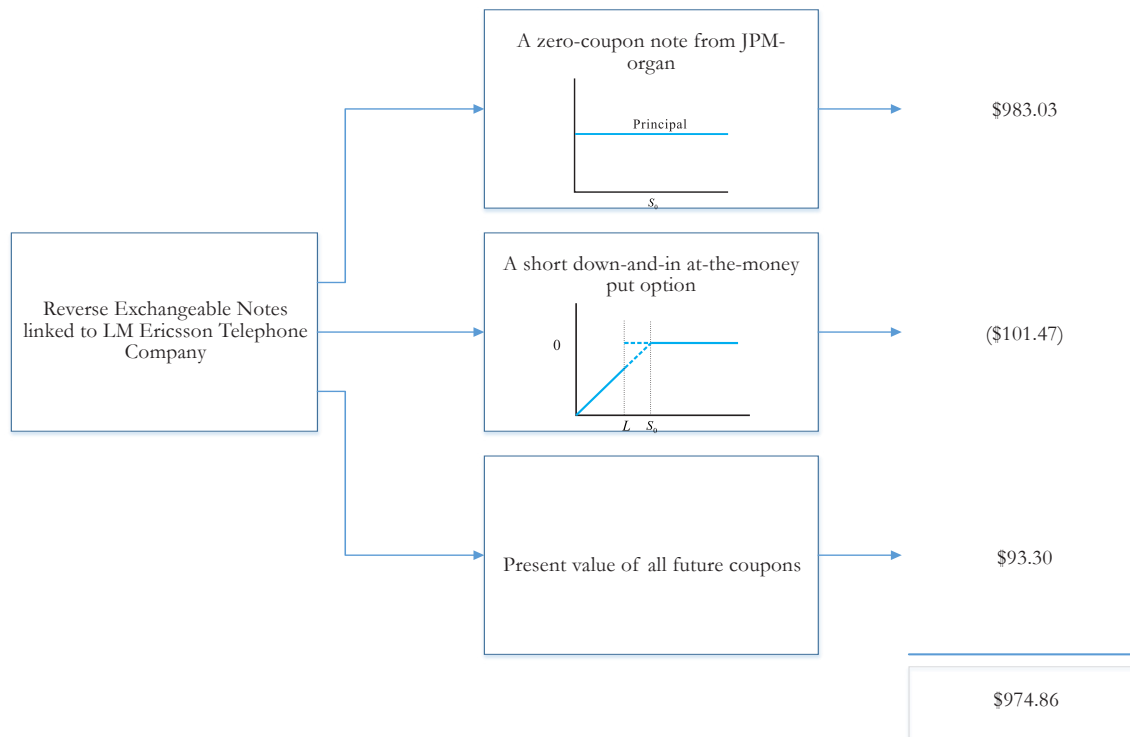 A zero-coupon note from JPM-
organ
Principal
S₀
$983.03
Reverse Exchangeable Notes
linked to LM Ericsson Telephone
Company
A short down-and-in at-the-money
put option
0
L S₀
($101.47)
Present value of all future coupons
$93.30
$974.86